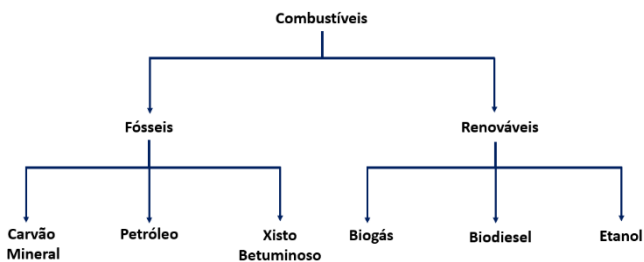 Combustíveis
Fósseis
Renováveis
Carvão
Mineral
Petróleo
Xisto
Betuminoso
Biogás
Biodiesel
Etanol